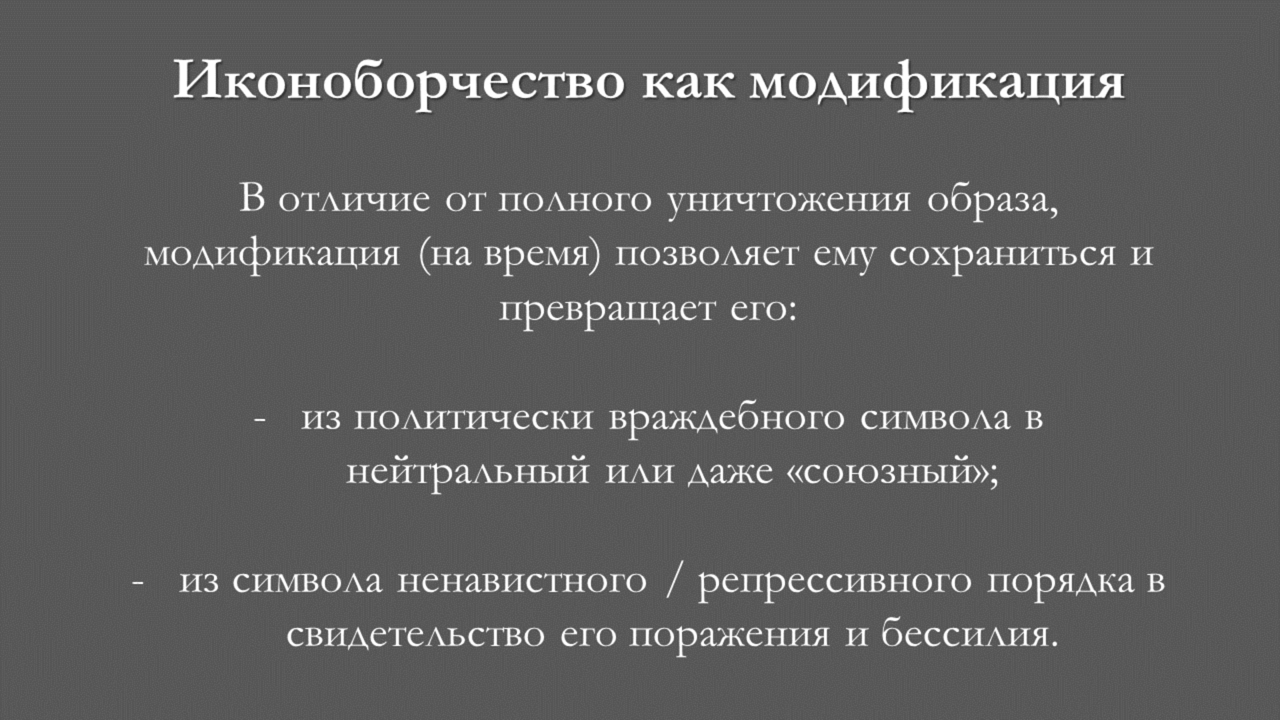 Иконоборчество как модификация
В отличие от полного уничтожения образа,
модификация (на время) позволяет ему сохраниться и
превращает его:
- из политически враждебного символа в
нейтральный или даже «союзный»;
- из символа ненавистного / репрессивного порядка в
свидетельство его поражения и бессилия.